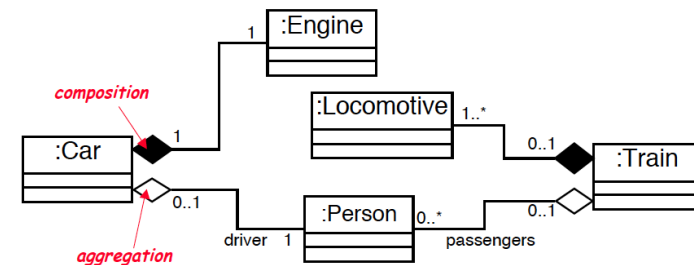 :Engine
1
composition
:Locomotive
1..*
1
:Car
0..1
:Train
0..1
:Person
0..*
0..1
driver
1
passengers
aggregation